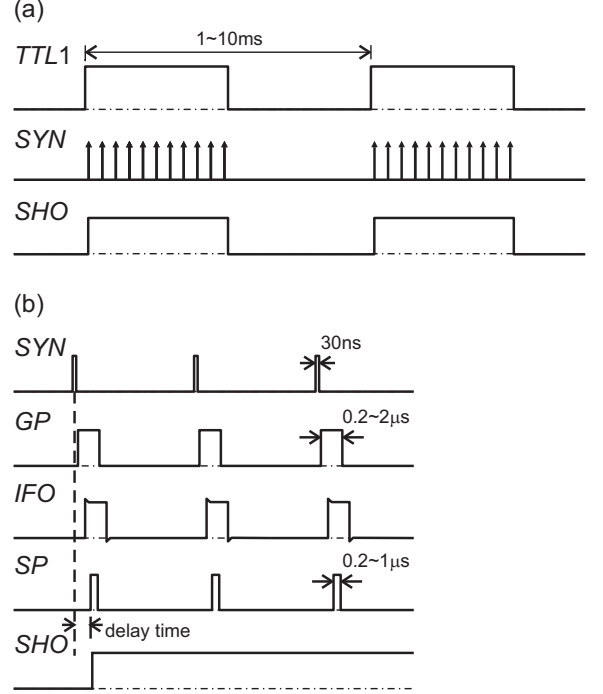 (a)
1~10ms
TTL1
SYN
SHO
(b)
SYN
30ns
GP
0.2~2μs
IFO
SP
0.2~1μs
delay time
SHO